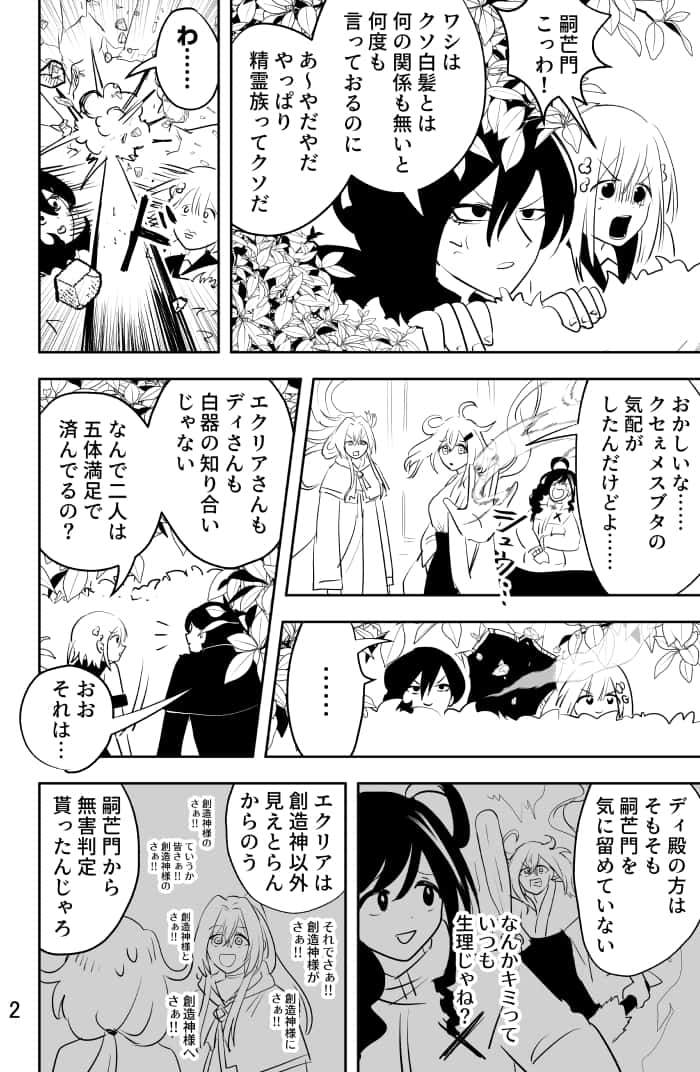 嗣芒門
こっわ!
ワシは
クソ白髪とは
何の関係も無いと
何度も
言っておるのに
あ〜やだやだ
やっぱり
精霊族ってクソだ
わ……
おかしいな……
クセぇメスブタの
気配が
したんだけどよ……
シュウゥ…
エクリアさんも
ディさんも
白器の知り合い
じゃない
なんで二人は
五体満足で
済んでるの?
………
おお
それは…
ディ殿の方は
そもそも
嗣芒門を
気に留めていない
なんかキミって
いつも
生理じゃね?
エクリアは
創造神以外
見えとらん
からのう
それでさぁ!!
創造神様が
さぁ!!
創造神様に
さぁ!!
創造神様の
さぁ!!
ていうか
皆さぁ!!
創造神様の
さぁ!!
創造神様と
さぁ!!
創造神様へ
さぁ!!
嗣芒門から
無害判定
貰ったんじゃろ
2